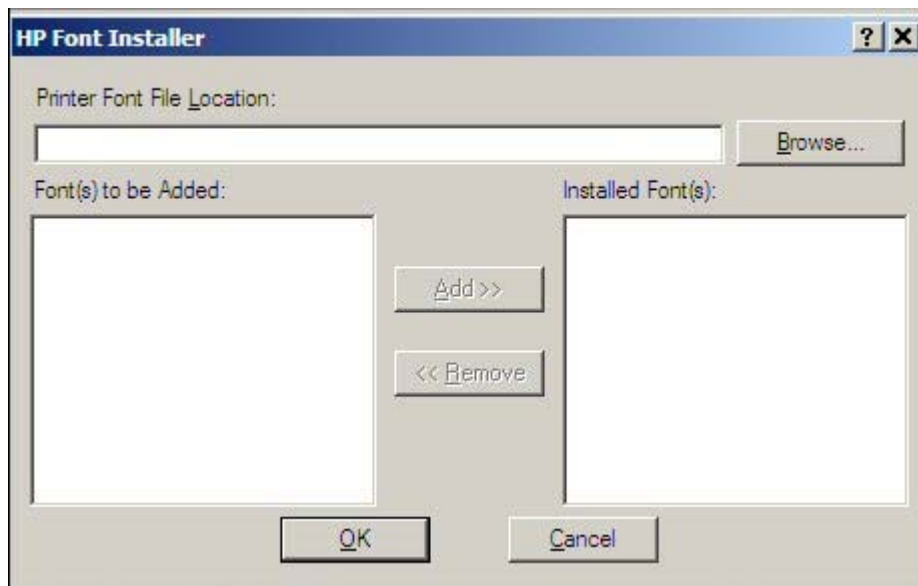 HP Font Installer
Printer Font File Location:
Browse...
Font(s) to be Added:
Installed Font(s):
Add >>
<< Remove
OK
Cancel